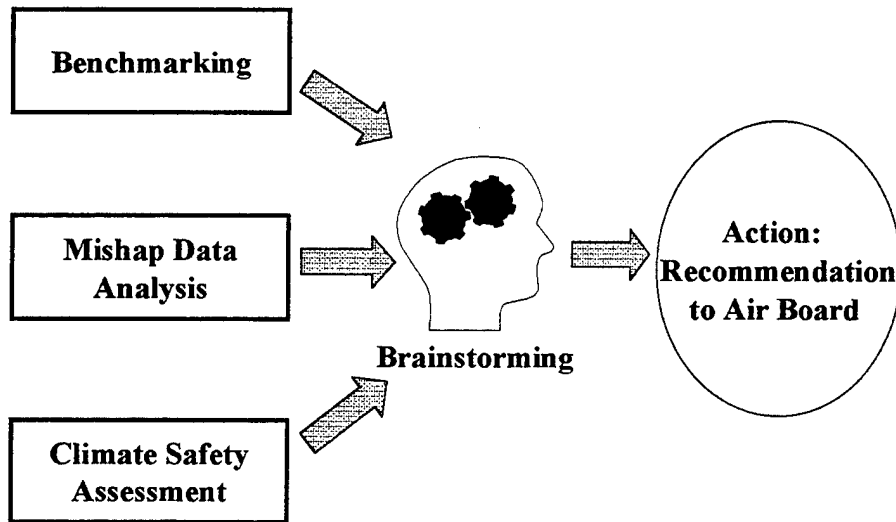 Benchmarking
Mishap Data
Analysis
Climate Safety
Assessment
Brainstorming
Action:
Recommendation
to Air Board